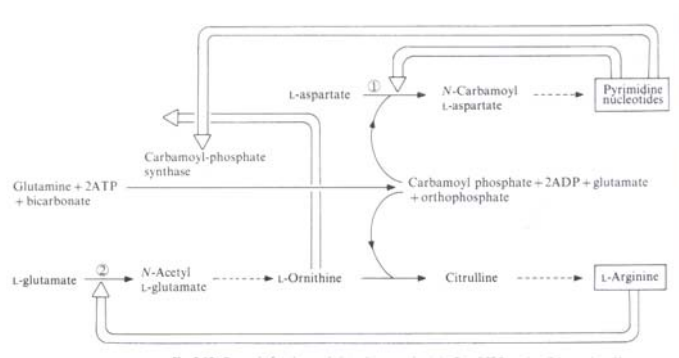 L-aspartate
①
N-Carbamoyl
L-aspartate
Pyrimidine
nucleotides
Carbamoyl-phosphate
synthase
Glutamine + 2ATP
+ bicarbonate
Carbamoyl phosphate + 2ADP + glutamate
+ orthophosphate
L-glutamate
②
N-Acetyl
L-glutamate
L-Ornithine
Citrulline
L-Arginine